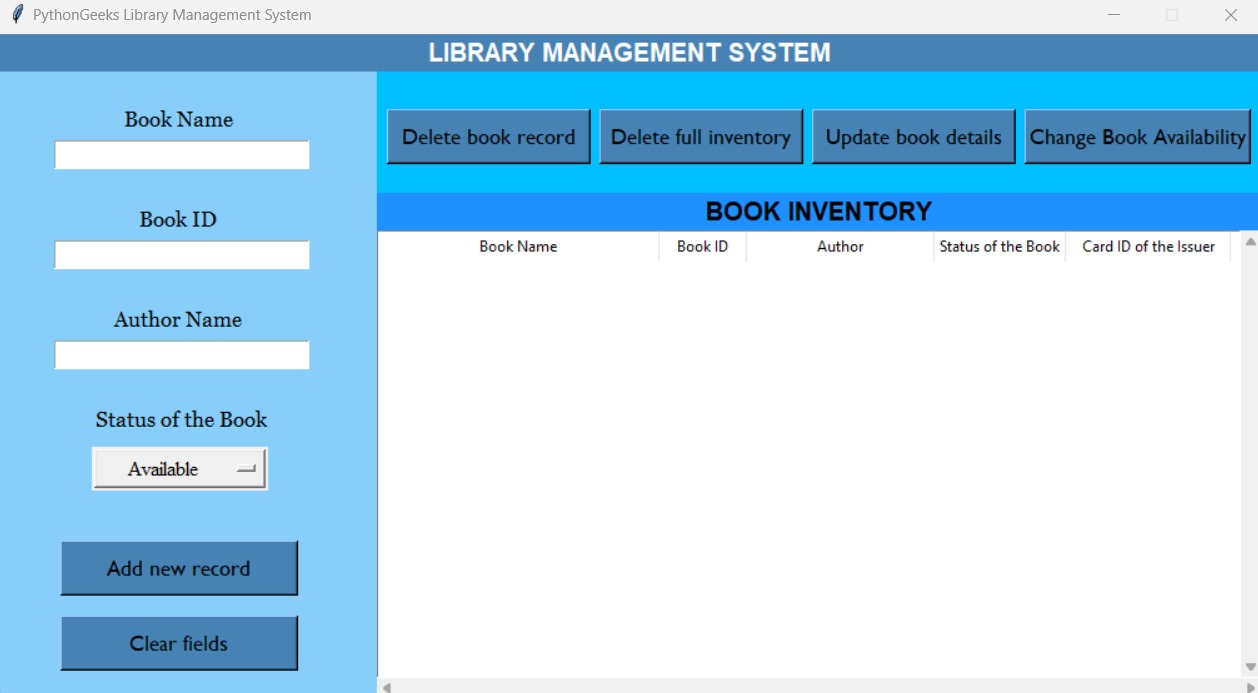 PythonGeeks Library Management System
LIBRARY MANAGEMENT SYSTEM
Book Name
Book ID
Author Name
Status of the Book
Available
Add new record
Clear fields
Delete book record Delete full inventory Update book details Change Book Availability
BOOK INVENTORY
Book Name Book ID Author Status of the Book Card ID of the Issuer